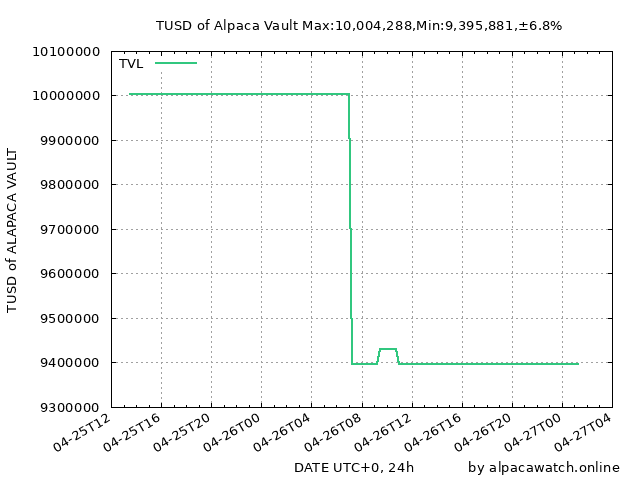 TUSD of Alpaca Vault Max:10,004,288,Min:9,395,881,±6.8%
TVL
10100000
10000000
9900000
9800000
9700000
9600000
9500000
9400000
9300000
TUSD of ALAPACA VAULT
04-25T12
04-25T16
04-25T20
04-26T00
04-26T04
04-26T08
04-26T12
04-26T16
04-26T20
04-27T00
04-27T04
DATE UTC+0, 24h
by alpacawatch.online